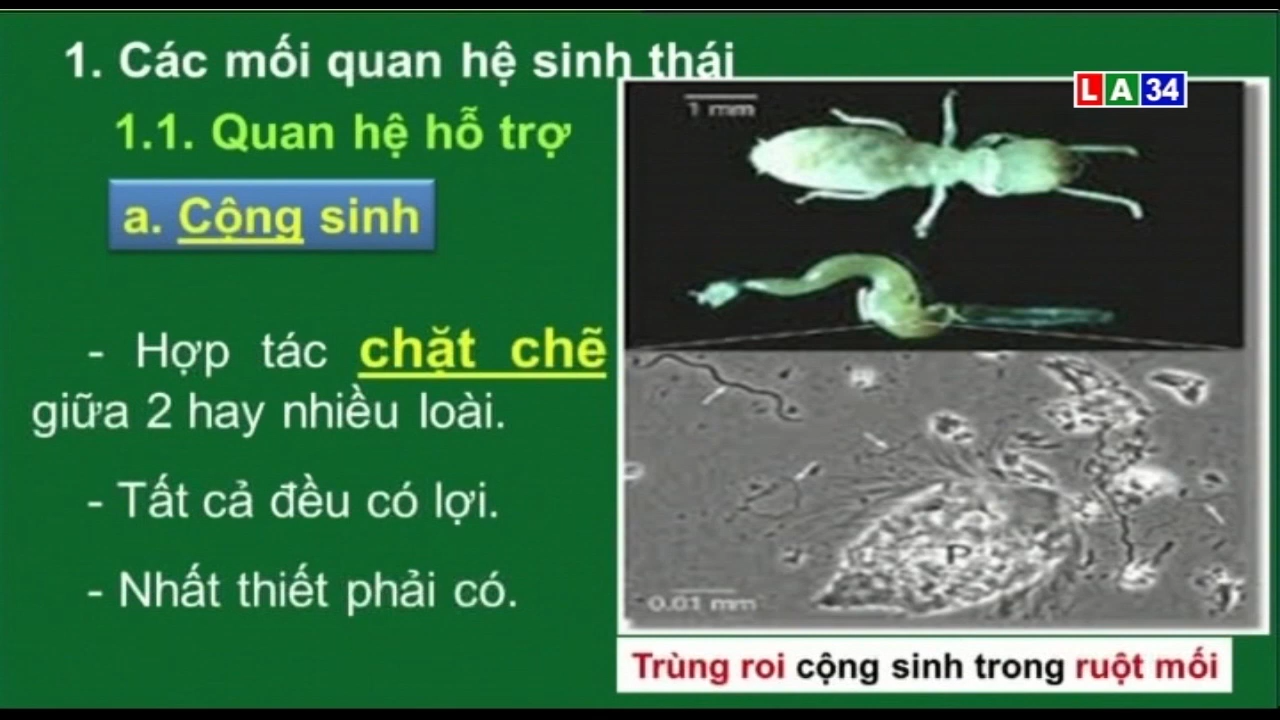 1. Các mối quan hệ sinh thái
LA34
1.1. Quan hệ hỗ trợ
a. Cộng sinh
- Hợp tác chặt chẽ
giữa 2 hay nhiều loài.
- Tất cả đều có lợi.
- Nhất thiết phải có.
1 mm
P
0.01 mm
Trùng roi cộng sinh trong ruột mối